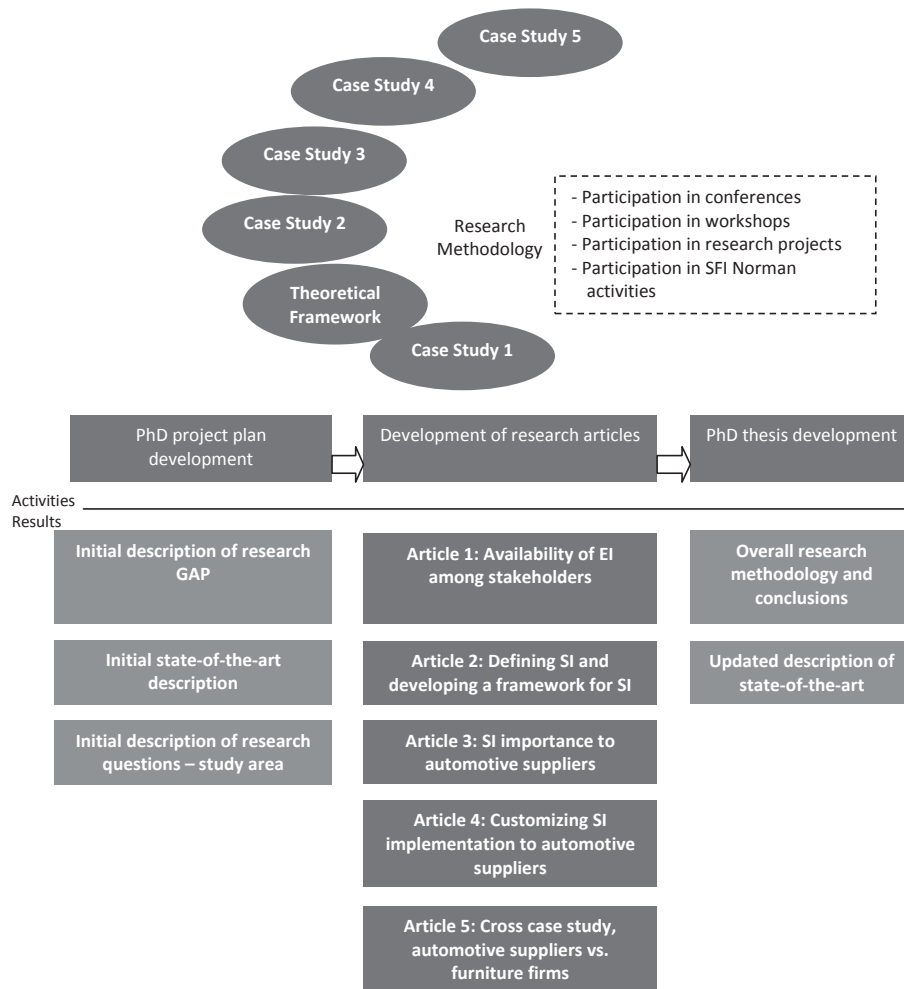 Case Study 5
Case Study 4
Case Study 3
Case Study 2
Theoretical
Framework
Case Study 1
Research
Methodology
- Participation in conferences
- Participation in workshops
- Participation in research projects
- Participation in SFI Norman
activities
PhD project plan
development
Development of research articles
PhD thesis development
Activities
Results
Initial description of research
GAP
Initial state-of-the-art
description
Initial description of research
questions – study area
Article 1: Availability of EI
among stakeholders
Article 2: Defining SI and
developing a framework for SI
Article 3: SI importance to
automotive suppliers
Article 4: Customizing SI
implementation to automotive
suppliers
Article 5: Cross case study,
automotive suppliers vs.
furniture firms
Overall research
methodology and
conclusions
Updated description of
state-of-the-art